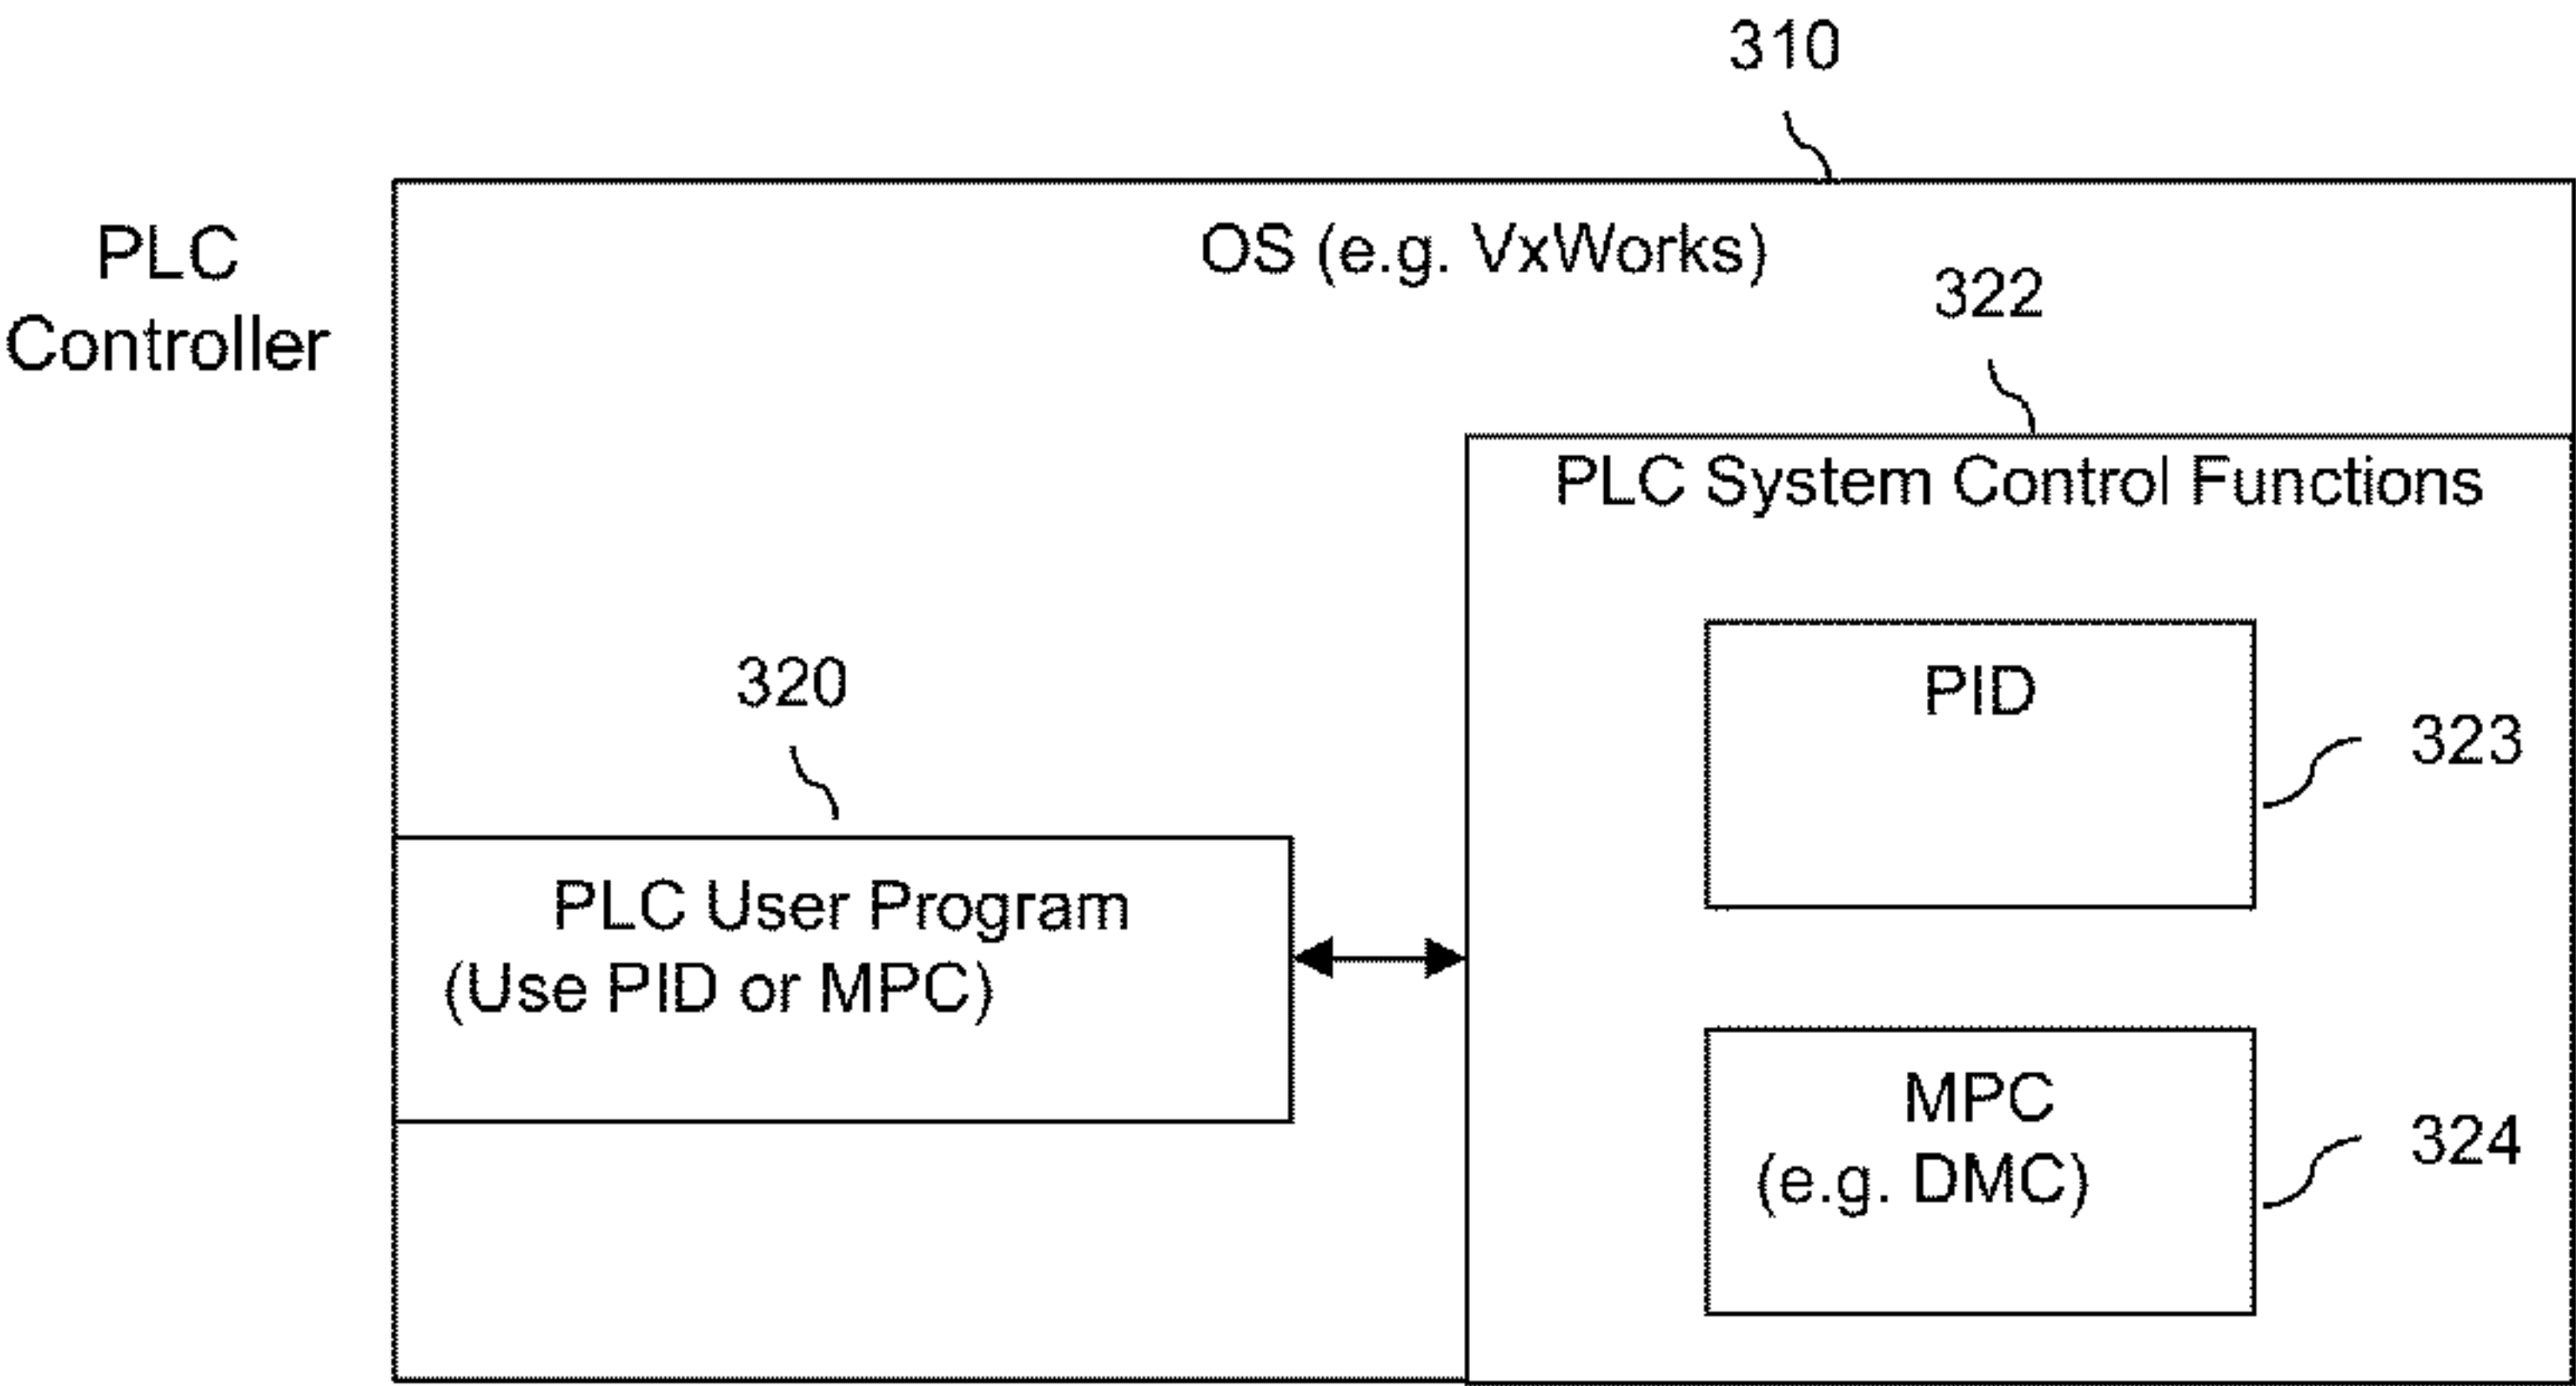 310
PLC
Controller
OS (e.g. VxWorks)
322
PLC System Control Functions
320
PID
323
PLC User Program
(Use PID or MPC)
MPC
(e.g. DMC)
324